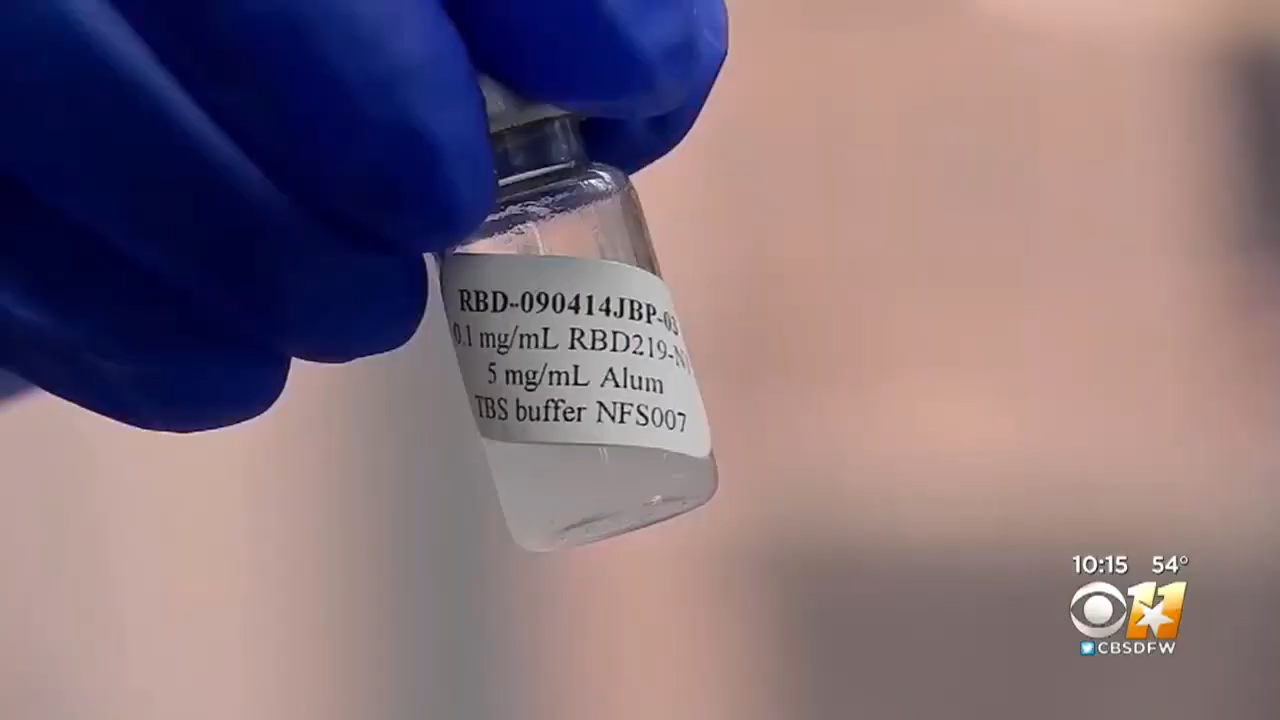 RBD-090414JBP-03
0.1 mg/mL RBD219-N1
5 mg/mL Alum
TBS buffer NFS007
10:15 54°
11
CBSDFW